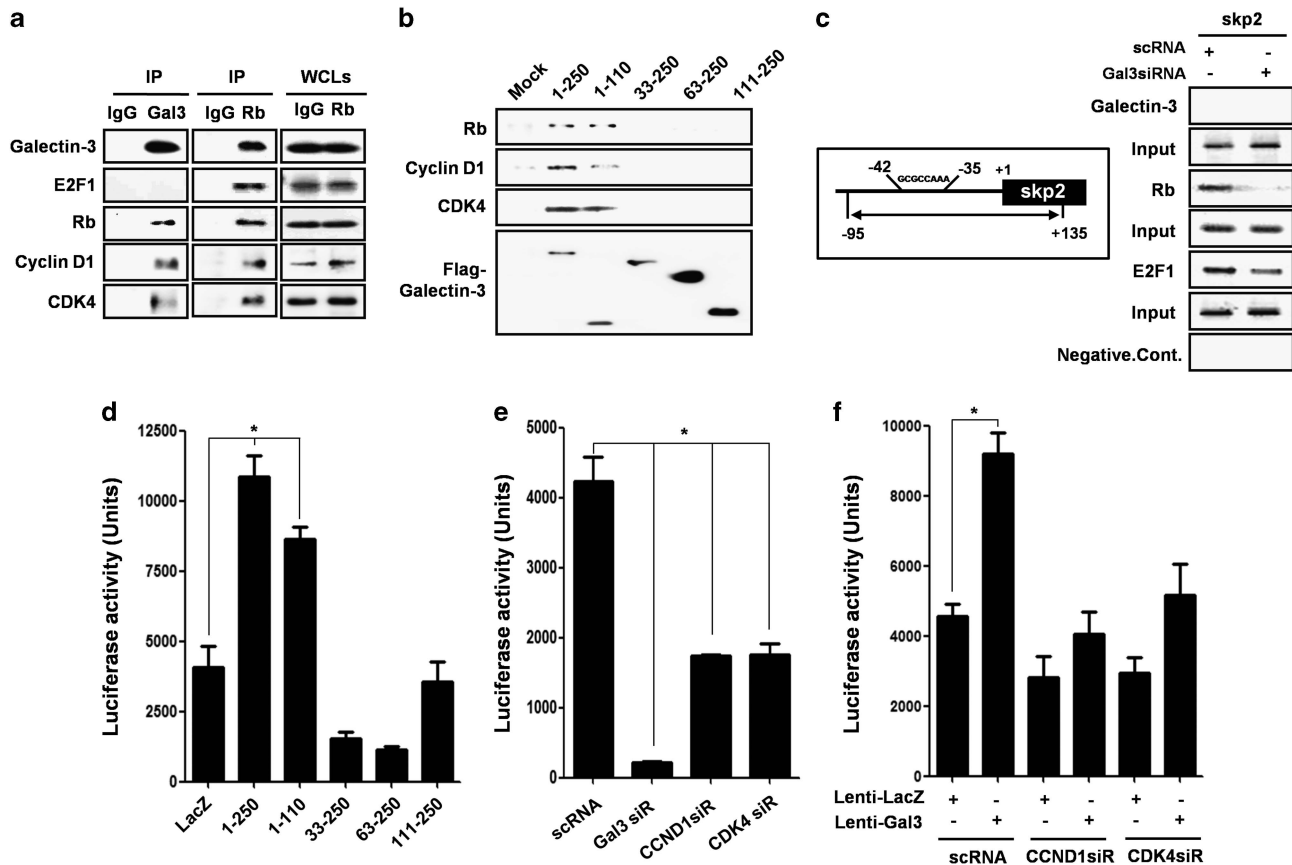 a
IP IP WCLs
IgG Gal3 IgG Rb IgG Rb
Galectin-3
E2F1
Rb
Cyclin D1
CDK4
b
Mock 1-250 1-110 33-250 63-250 111-250
Rb
Cyclin D1
CDK4
Flag-
Galectin-3
c
-42 GCGCCAAA -35 +1
skp2
-95 +135
skp2
scRNA + -
Gal3siRNA - +
Galectin-3
Input
Rb
Input
E2F1
Input
Negative.Cont.
d
Luciferase activity (Units)
12500
10000
7500
5000
2500
0
*
LacZ 1-250 1-110 33-250 63-250 111-250
e
Luciferase activity (Units)
5000
4000
3000
2000
1000
0
*
scRNA Gal3 siR CCND1siR CDK4 siR
f
Luciferase activity (Units)
10000
8000
6000
4000
2000
0
*
Lenti-LacZ + - + - + -
Lenti-Gal3 - + - + - +
scRNA CCND1siR CDK4siR